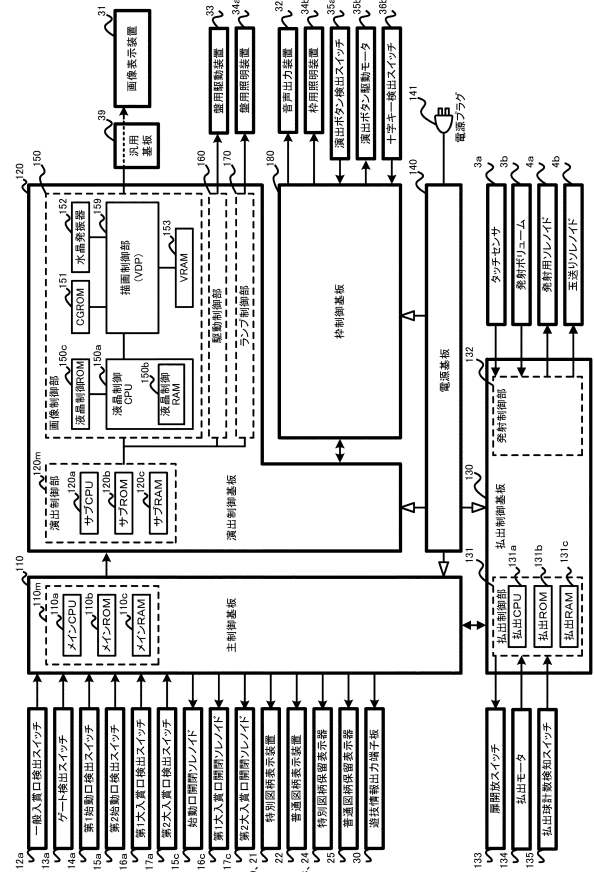 12a 一般入賞口検出スイッチ
13a ゲート検出スイッチ
14a 第1始動口検出スイッチ
15a 第2始動口検出スイッチ
16a 第1大入賞口検出スイッチ
17a 第2大入賞口検出スイッチ
15c 始動口開閉ソレノイド
16c 第1大入賞口開閉ソレノイド
17c 第2大入賞口開閉ソレノイド
21 特別図柄表示装置
22 普通図柄表示装置
24 特別図柄保留表示器
25 普通図柄保留表示器
30 遊技情報出力端子板
110
110m
110a メインCPU
110b メインROM
110c メインRAM
主制御基板
120
120m
演出制御部
120a サブCPU
120b サブROM
120c サブRAM
演出制御基板
150
画像制御部
150c 液晶制御ROM
150a 液晶制御
CPU
150b
液晶制御
RAM
151 CGROM
152 水晶発振器
159
描画制御部
(VDP)
153 VRAM
160
駆動制御部
170
ランプ制御部
39
汎用
基板
31 画像表示装置
33 盤用駆動装置
34a 盤用照明装置
180
枠制御基板
32 音声出力装置
34b 枠用照明装置
35a 演出ボタン検出スイッチ
35b 演出ボタン駆動モータ
36b 十字キー検出スイッチ
140
電源基板
141
電源プラグ
130
払出制御基板
131
払出制御部
131a 払出CPU
131b 払出ROM
131c 払出RAM
132
発射制御部
3a タッチセンサ
3b 発射ボリューム
4a 発射用ソレノイド
4b 玉送りソレノイド
133 扉開放スイッチ
134 払出モータ
135 払出球計数検知スイッチ